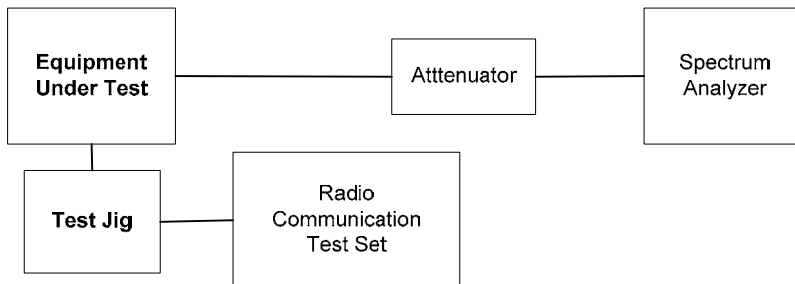 Equipment
Under Test
Atttenuator
Spectrum
Analyzer
Test Jig
Radio
Communication
Test Set